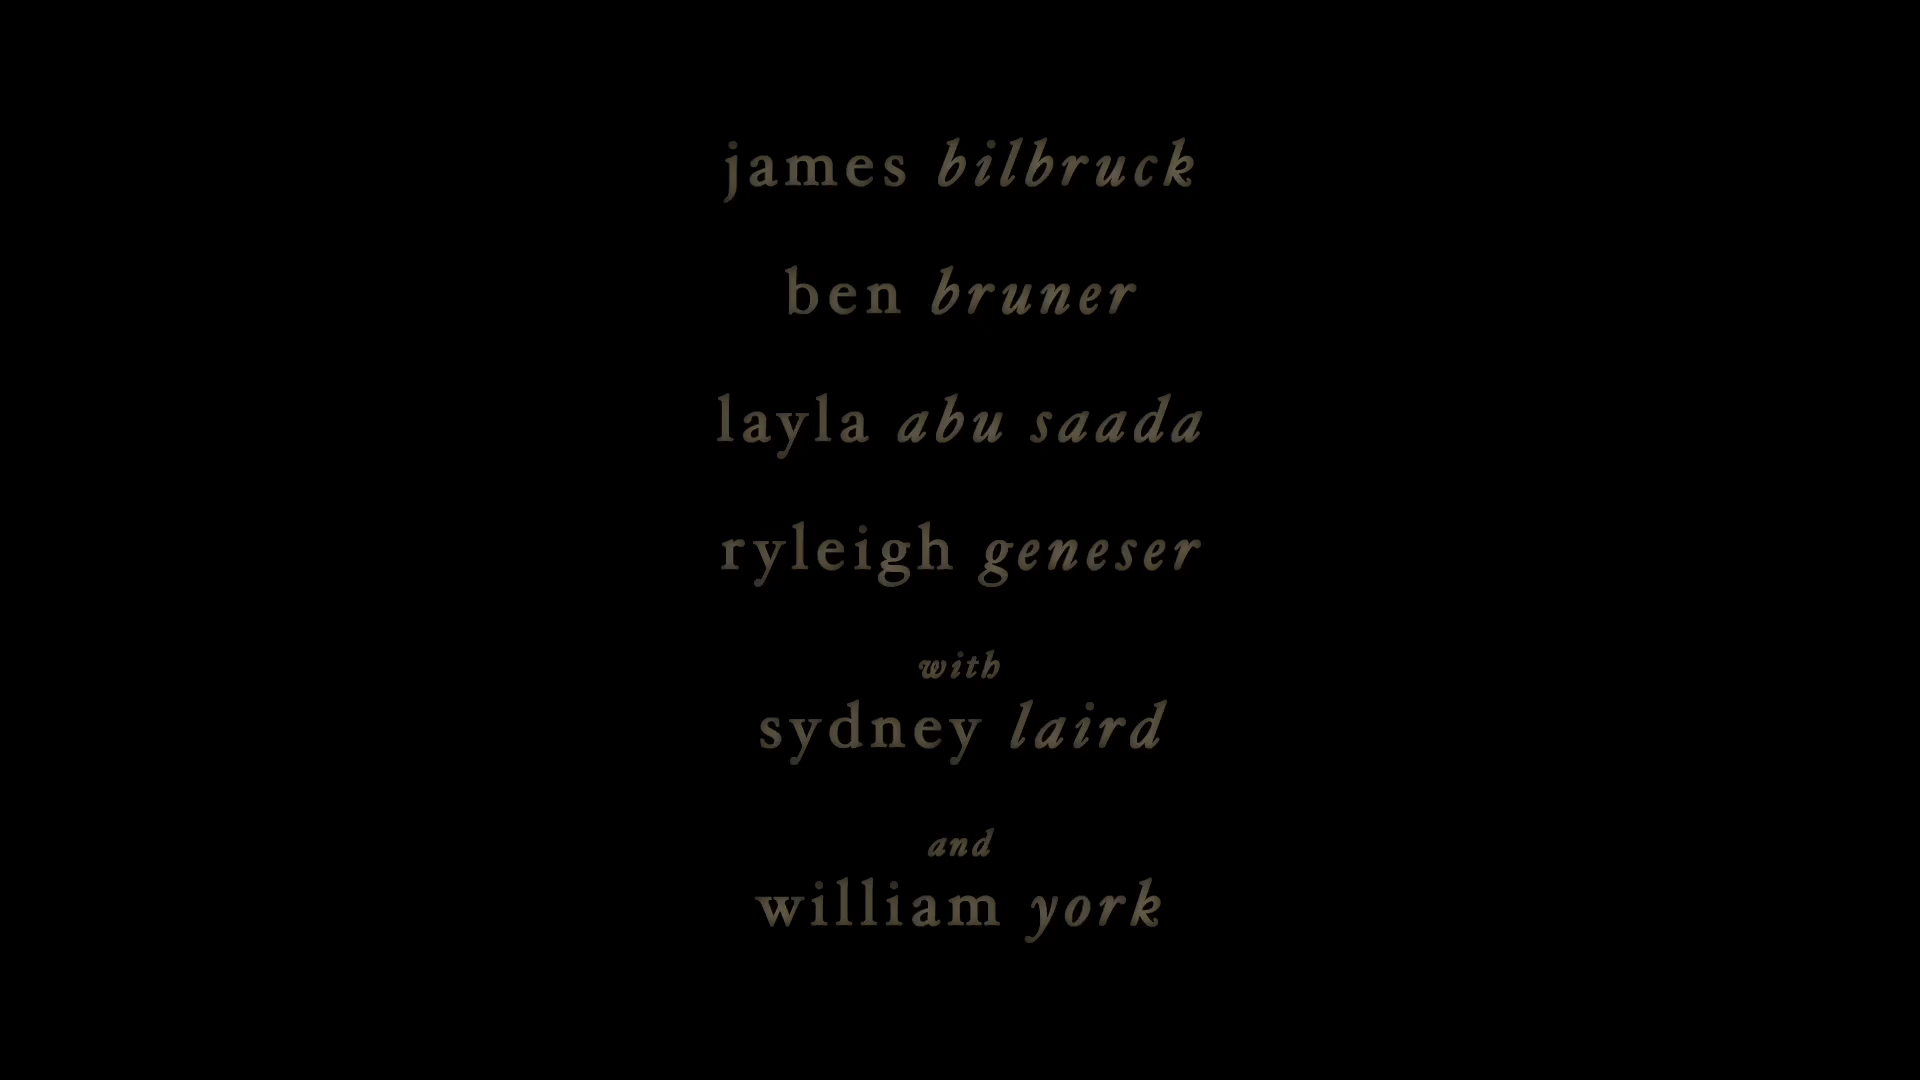 james bilbruck
ben bruner
layla abu saada
ryleigh geneser
with
sydney laird
and
william york